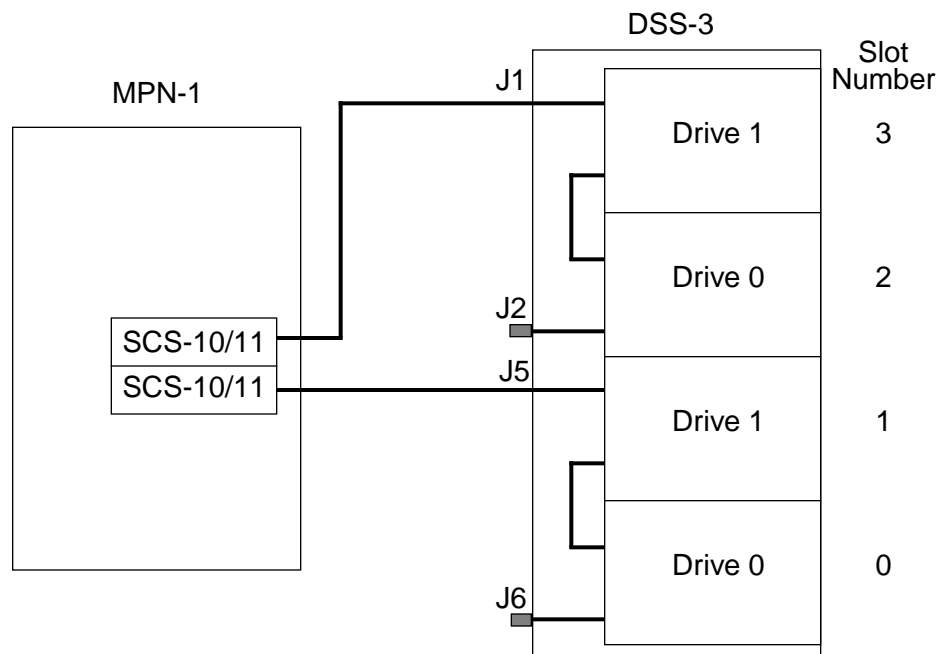 DSS-3
Slot
Number
MPN-1
J1
Drive 1
3
Drive 0
2
J2
SCS-10/11
SCS-10/11
J5
Drive 1
1
Drive 0
0
J6